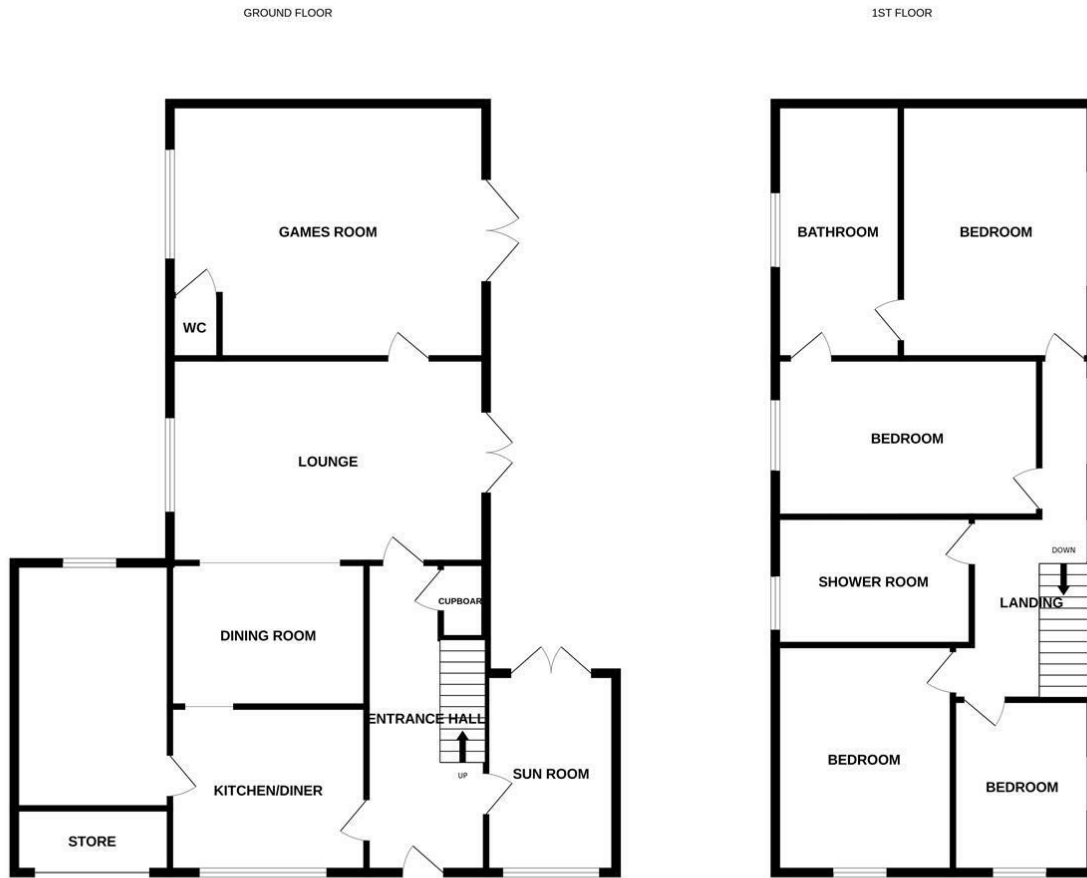 GROUND FLOOR
GAMES ROOM
WC
LOUNGE
CUPBOAR
DINING ROOM
ENTRANCE HALL
UP
SUN ROOM
KITCHEN/DINER
STORE
1ST FLOOR
BATHROOM
BEDROOM
BEDROOM
DOWN
SHOWER ROOM
LANDING
BEDROOM
BEDROOM